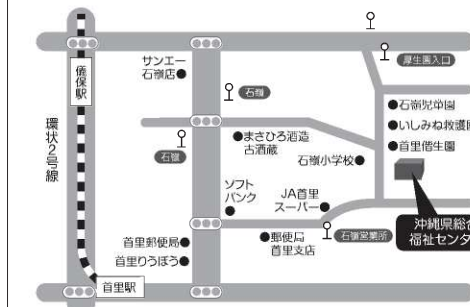 儀保駅
サンエー
石嶺店
厚生園入口
石嶺
石嶺児童園
いしみね救護
首里偕生園
環状2号線
石嶺
まさひろ酒造
古酒蔵
石嶺小学校
ソフト
バンク
JA首里
スーパー
沖縄県総合
福祉センタ
石嶺営業所
郵便局
首里支店
首里郵便局
首里りうぼう
首里駅